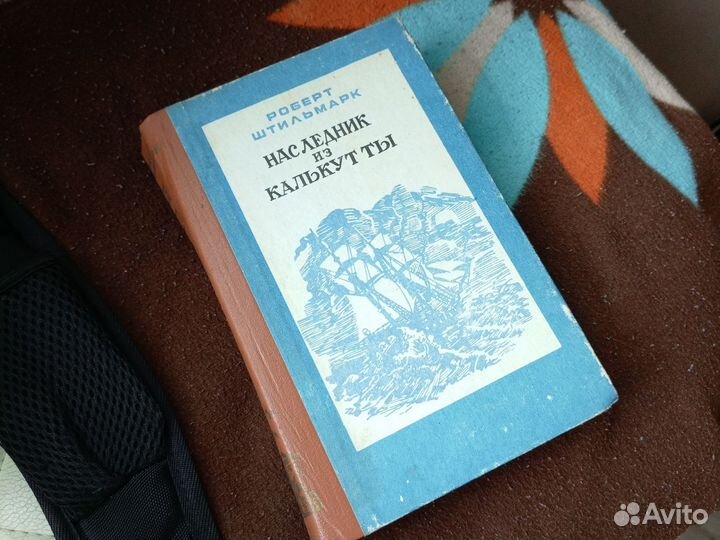 РОБЕРТ
ШТИЛЬМАРК
НАСЛЕДНИК
ИЗ
КАЛЬКУТТЫ
Avito